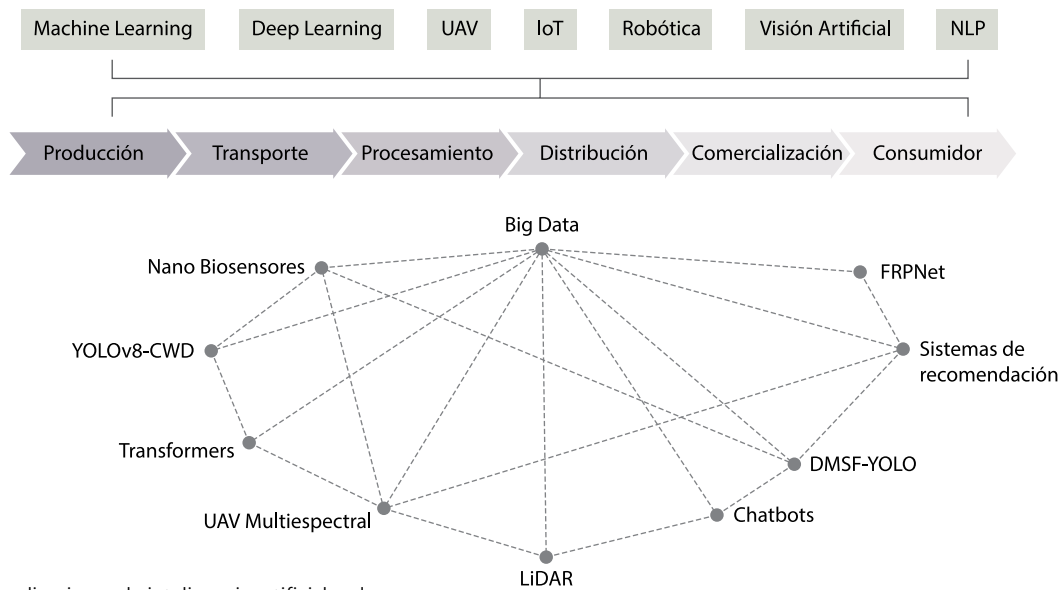 Machine Learning
Deep Learning
UAV
IoT
Robótica
Visión Artificial
NLP
Producción
Transporte
Procesamiento
Distribución
Comercialización
Consumidor
Big Data
Nano Biosensores
FRPNet
YOLOv8-CWD
Sistemas de
recomendación
Transformers
DMSF-YOLO
UAV Multiespectral
Chatbots
LiDAR